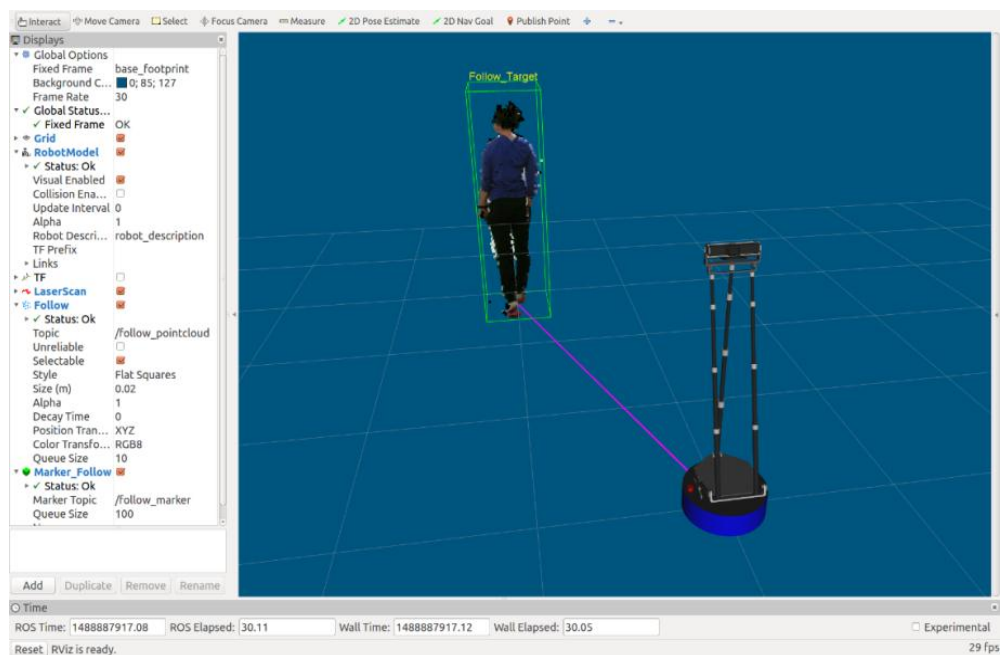 Interact Move Camera Select Focus Camera Measure 2D Pose Estimate 2D Nav Goal Publish Point
Displays
Global Options
Fixed Frame base_footprint
Background C... 0; 85; 127
Frame Rate 30
Global Status...
Fixed Frame OK
Grid
RobotModel
Status: Ok
Visual Enabled
Collision Ena...
Update Interval 0
Alpha 1
Robot Descri... robot_description
TF Prefix
Links
TF
LaserScan
Follow
Status: Ok
Topic /follow_pointcloud
Unreliable
Selectable
Style Flat Squares
Size (m) 0.02
Alpha 1
Decay Time 0
Position Tran... XYZ
Color Transfo... RGB8
Queue Size 10
Marker_Follow
Status: Ok
Marker Topic /follow_marker
Queue Size 100
Follow_Target
Add Duplicate Remove Rename
Time
ROS Time: 1488887917.08 ROS Elapsed: 30.11 Wall Time: 1488887917.12 Wall Elapsed: 30.05 Experimental
Reset RViz is ready. 29 fps